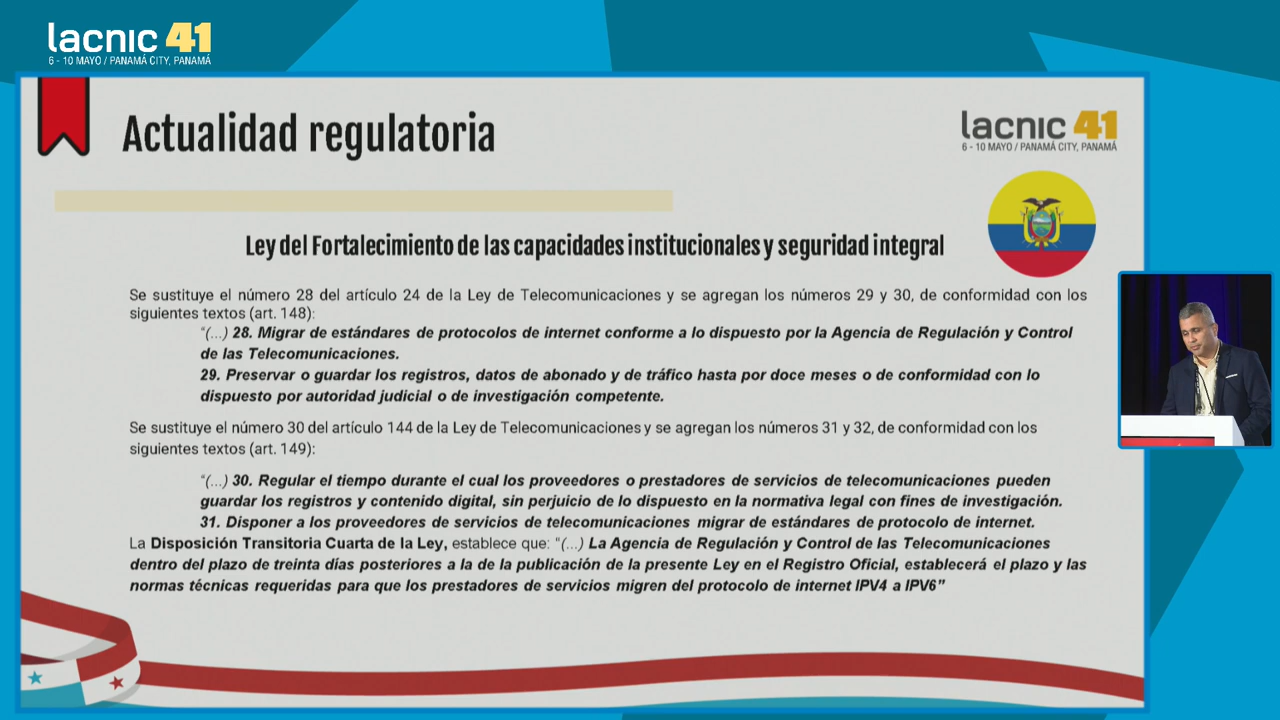 lacnic 41
6 - 10 MAYO / PANAMÁ CITY, PANAMÁ
Actualidad regulatoria
lacnic 41
6 - 10 MAYO / PANAMÁ CITY, PANAMÁ
Ley del Fortalecimiento de las capacidades institucionales y seguridad integral
Se sustituye el número 28 del artículo 24 de la Ley de Telecomunicaciones y se agregan los números 29 y 30, de conformidad con los
siguientes textos (art. 148):
“(...) 28. Migrar de estándares de protocolos de internet conforme a lo dispuesto por la Agencia de Regulación y Control
de las Telecomunicaciones.
29. Preservar o guardar los registros, datos de abonado y de tráfico hasta por doce meses o de conformidad con lo
dispuesto por autoridad judicial o de investigación competente.
Se sustituye el número 30 del artículo 144 de la Ley de Telecomunicaciones y se agregan los números 31 y 32, de conformidad con los
siguientes textos (art. 149):
“(...) 30. Regular el tiempo durante el cual los proveedores o prestadores de servicios de telecomunicaciones pueden
guardar los registros y contenido digital, sin perjuicio de lo dispuesto en la normativa legal con fines de investigación.
31. Disponer a los proveedores de servicios de telecomunicaciones migrar de estándares de protocolo de internet.
La Disposición Transitoria Cuarta de la Ley, establece que: “(...) La Agencia de Regulación y Control de las Telecomunicaciones
dentro del plazo de treinta días posteriores a la de la publicación de la presente Ley en el Registro Oficial, establecerá el plazo y las
normas técnicas requeridas para que los prestadores de servicios migren del protocolo de internet IPV4 a IPV6”